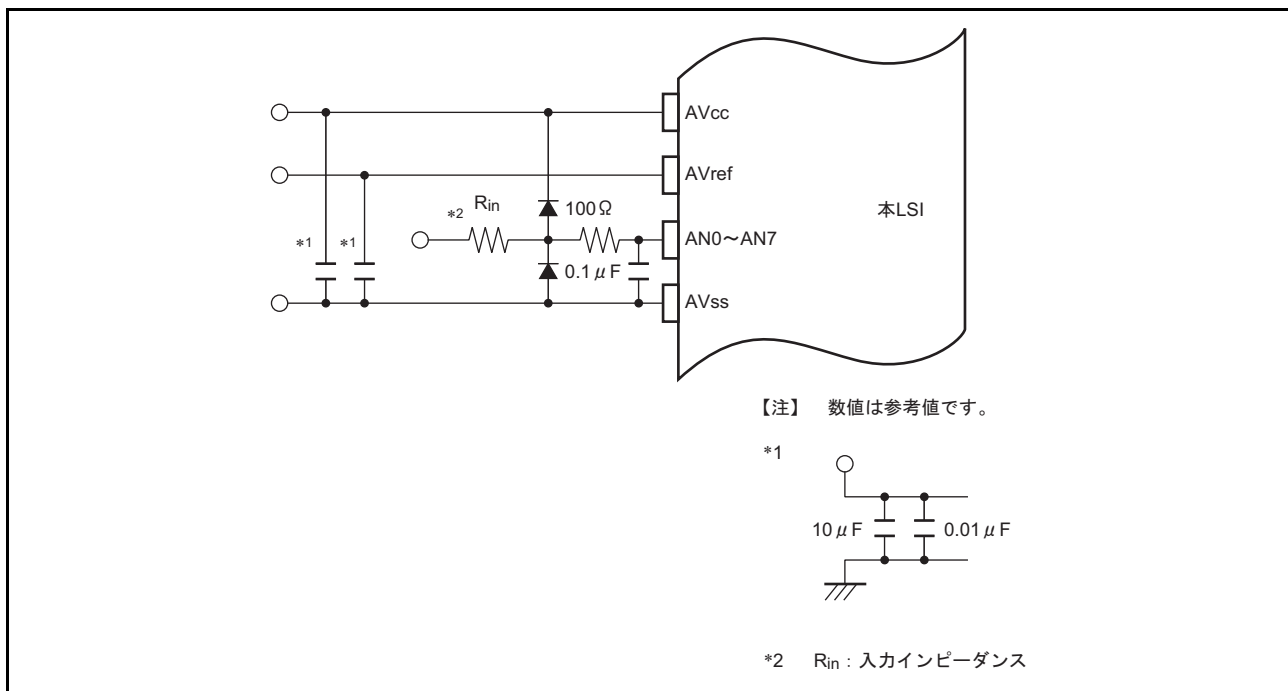 AVcc
AVref
*2 Rin 100Ω
本LSI
*1 *1
AN0～AN7
0.1μF
AVss
【注】 数値は参考値です。
*1
10μF 0.01μF
*2 Rin：入力インピーダンス